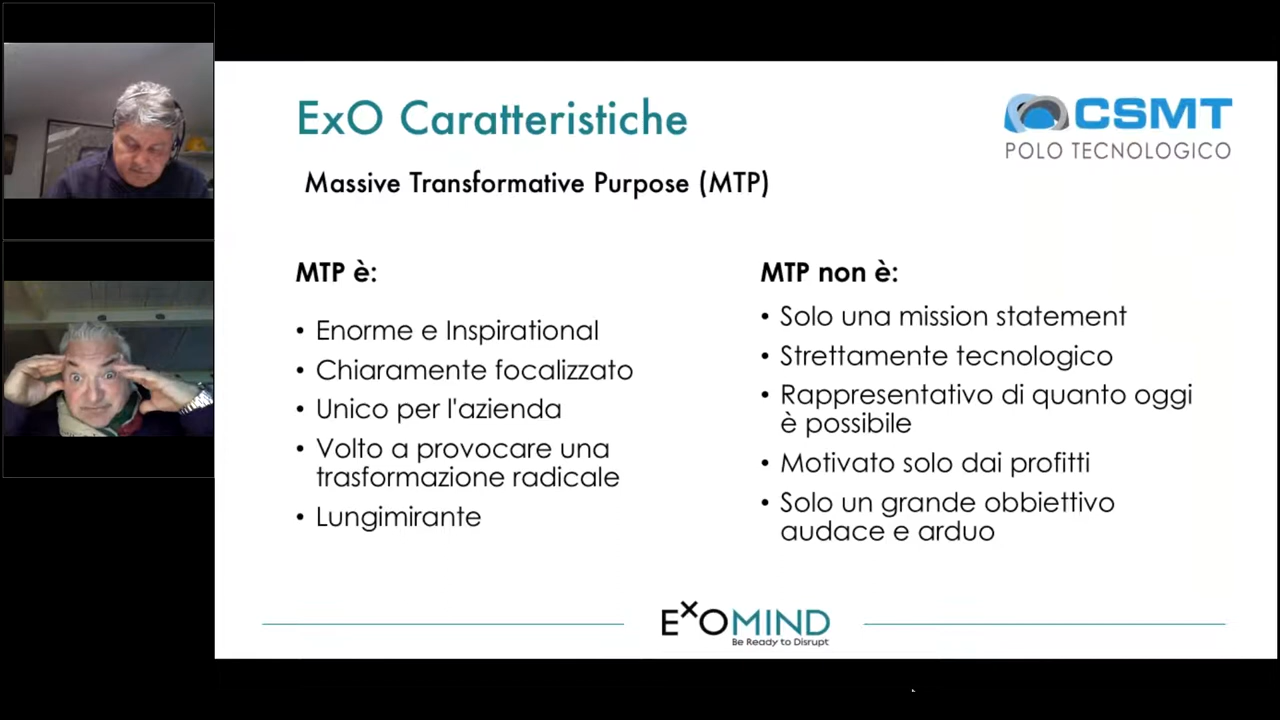 ExO Caratteristiche
CSMT
POLO TECNOLOGICO
Massive Transformative Purpose (MTP)
MTP è:
• Enorme e Inspirational
• Chiaramente focalizzato
• Unico per l'azienda
• Volto a provocare una
trasformazione radicale
• Lungimirante
MTP non è:
• Solo una mission statement
• Strettamente tecnologico
• Rappresentativo di quanto oggi
è possibile
• Motivato solo dai profitti
• Solo un grande obbiettivo
audace e arduo
ExOMIND
Be Ready to Disrupt